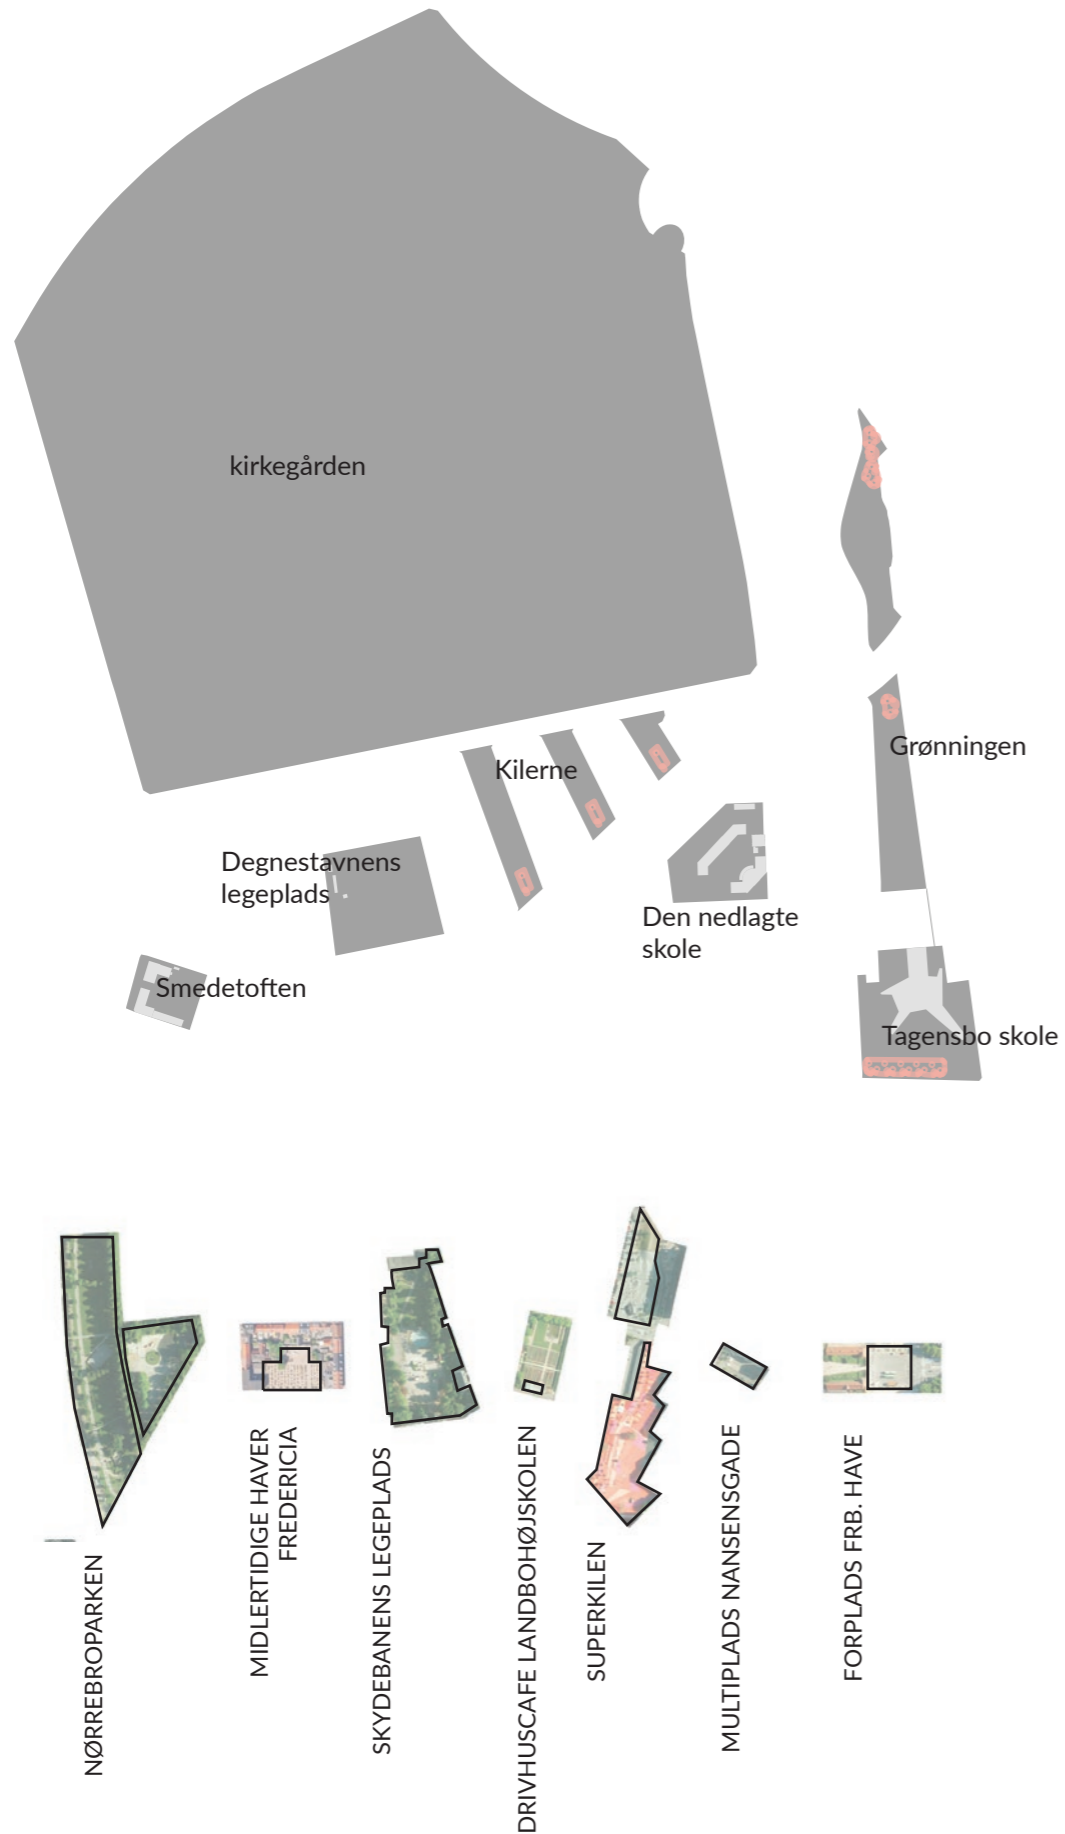 kirkegården
Grønningen
Kilerne
Degnestavnens
legeplads
Den nedlagte
skole
Smedetoften
Tagensbo skole
NØRREBROPARKEN
MIDLERTIDIGE HAVER
FREDERICIA
SKYDEBANENS LEGEPLADS
DRIVHUSCAFE LANDBOHØJSKOLEN
SUPERKILEN
MULTIPLADS NANSENSGADE
FORPLADS FRB. HAVE